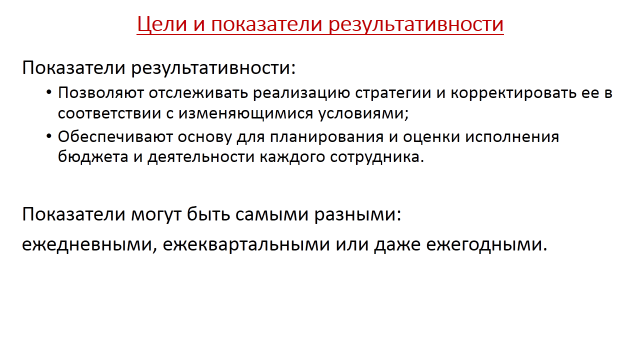 Цели и показатели результативности
Показатели результативности:
• Позволяют отслеживать реализацию стратегии и корректировать ее в
соответствии с изменяющимися условиями;
• Обеспечивают основу для планирования и оценки исполнения
бюджета и деятельности каждого сотрудника.
Показатели могут быть самыми разными:
ежедневными, ежеквартальными или даже ежегодными.